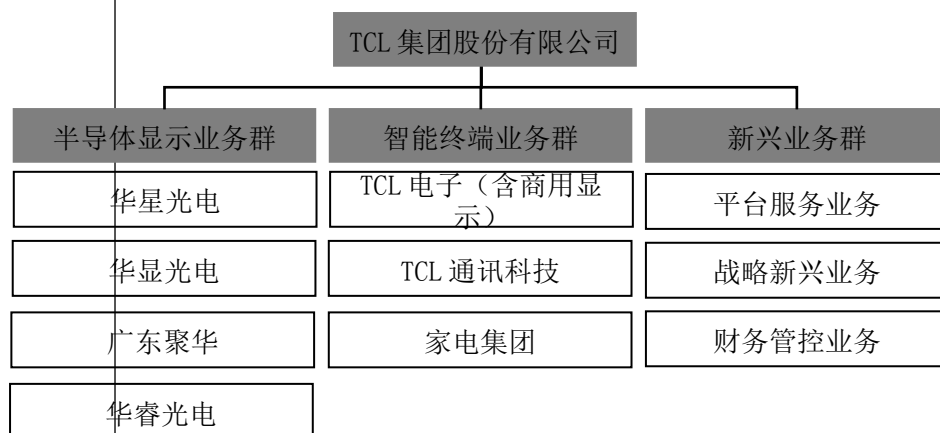 TCL 集团股份有限公司
半导体显示业务群
智能终端业务群
新兴业务群
华星光电
TCL 电子（含商用显
示）
平台服务业务
华显光电
TCL 通讯科技
战略新兴业务
广东聚华
家电集团
财务管控业务
华睿光电